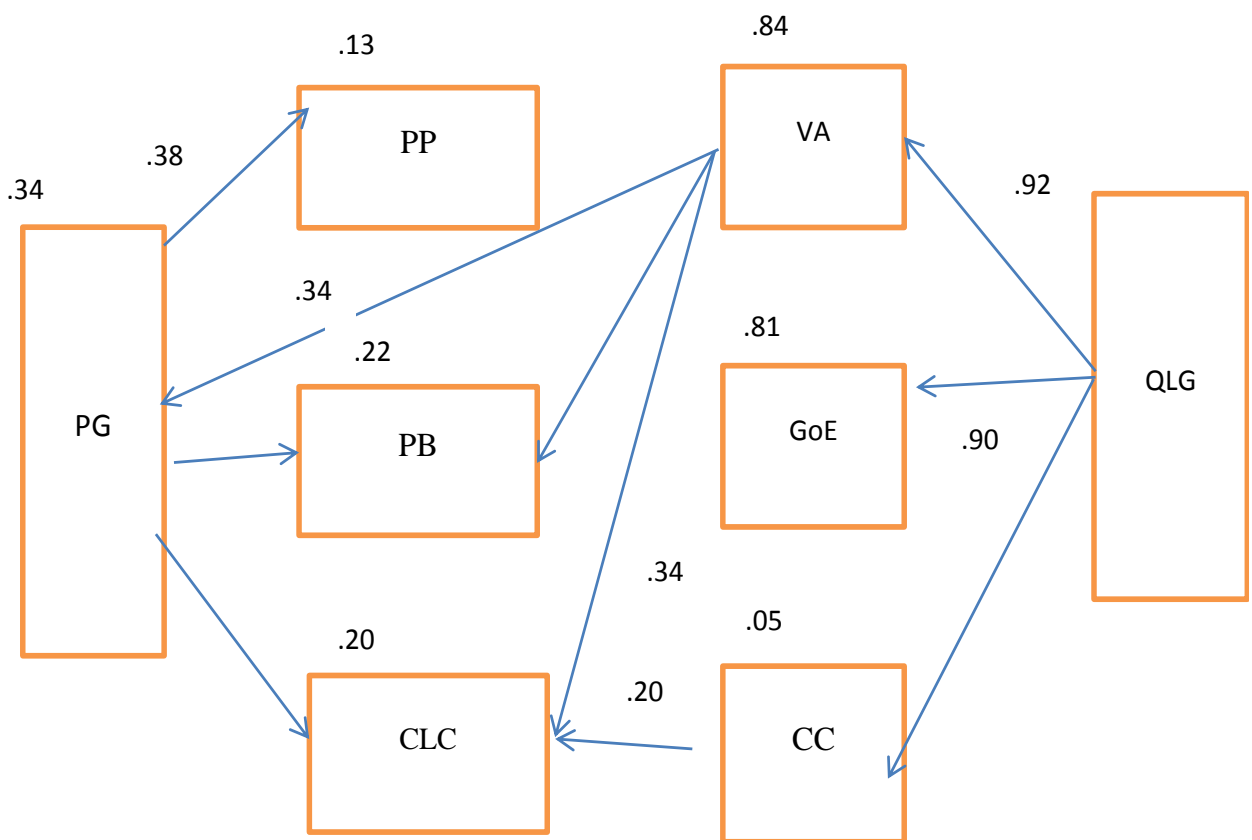 .84
.13
VA
PP
.38
.92
.34
.34
.81
.22
QLG
PG
GoE
PB
.90
.34
.05
.20
.20
CLC
CC